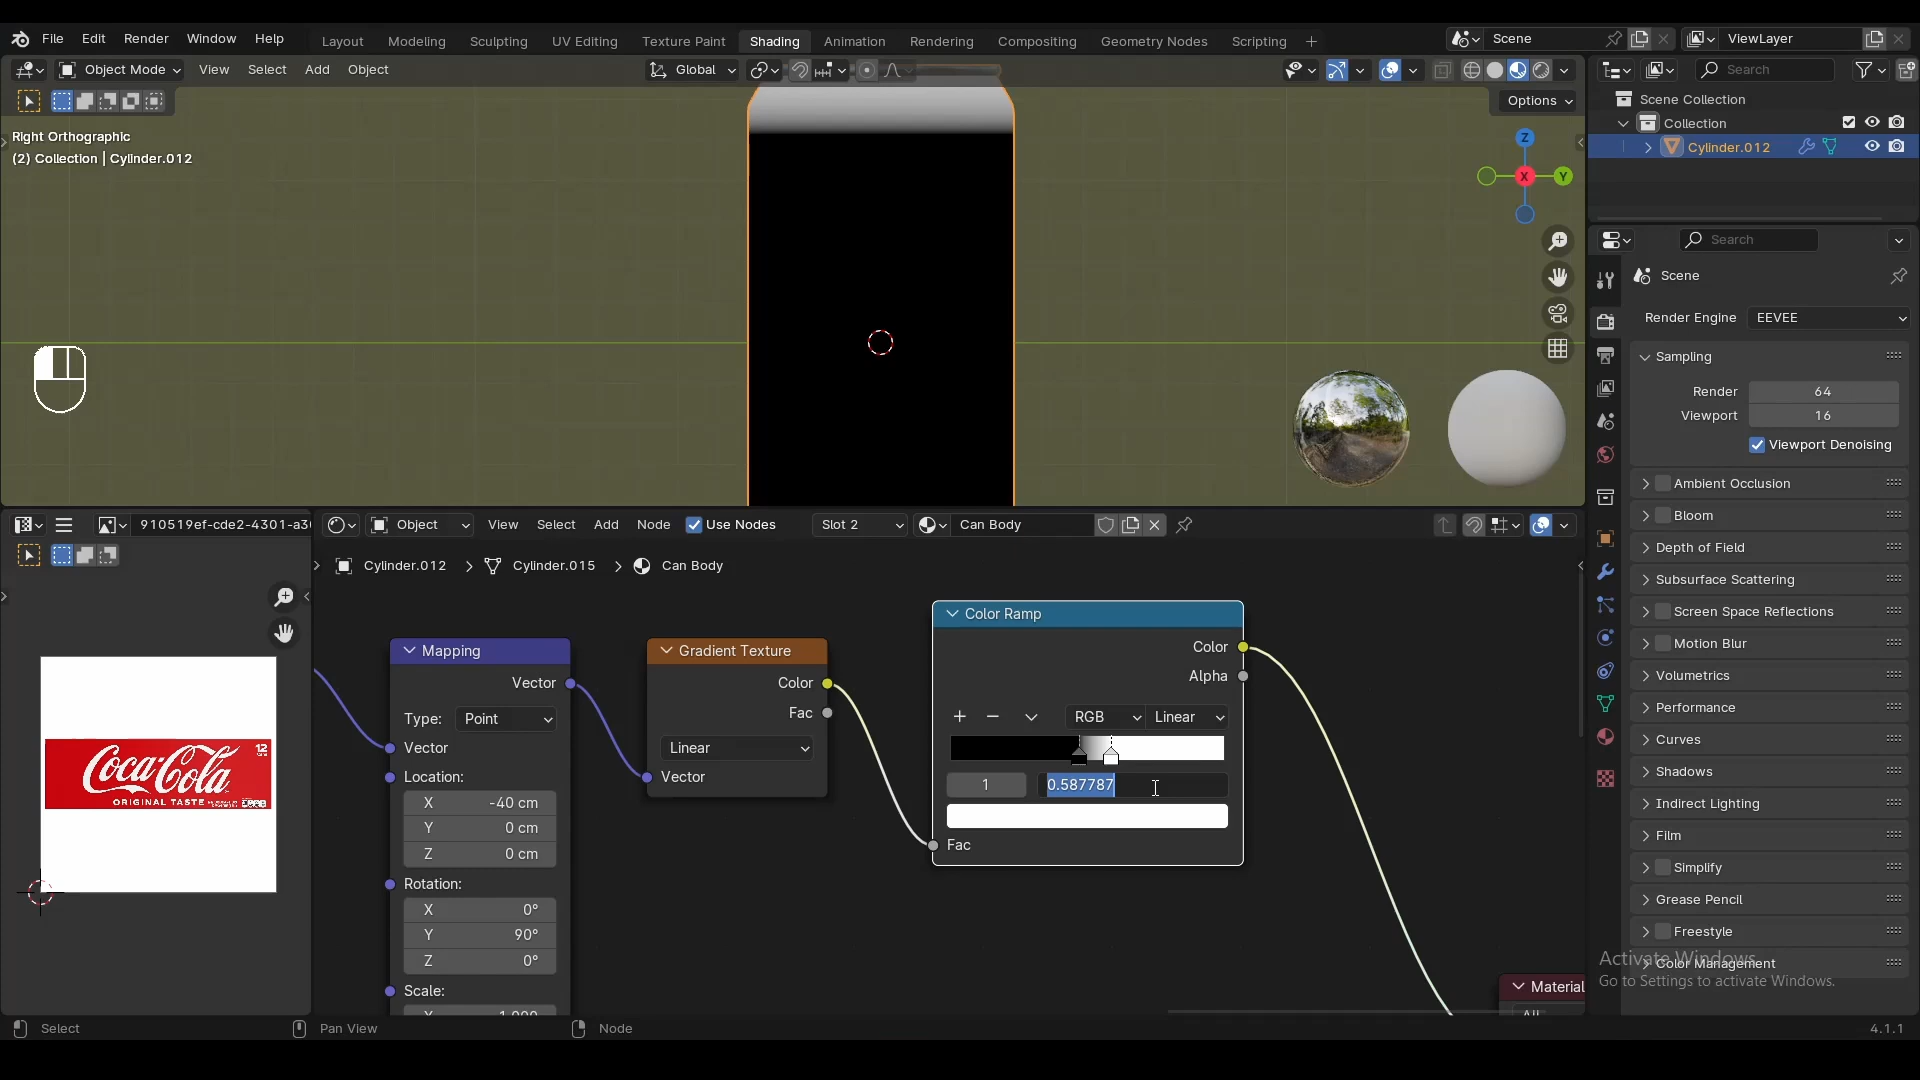 File Edit Render Window Help Layout Modeling Sculpting UV Editing Texture Paint Shading Animation Rendering Compositing Geometry Nodes Scripting + Scene ViewLayer
Object Mode View Select Add Object Global Search
Options
Right Orthographic
(2) Collection | Cylinder.012
Z
X
Y
Scene Collection
Collection
Cylinder.012
Search
Scene
Render Engine EEVEE
Sampling
Render 64
Viewport 16
Viewport Denoising
Ambient Occlusion
Bloom
Depth of Field
Subsurface Scattering
Screen Space Reflections
Motion Blur
Volumetrics
Performance
Curves
Shadows
Indirect Lighting
Film
Simplify
Grease Pencil
Freestyle
Color Management
Activate Windows
Go to Settings to activate Windows.
910519ef-cde2-4301-a3
Object View Select Add Node Use Nodes Slot 2 Can Body
Cylinder.012 > Cylinder.015 > Can Body
Coca-Cola
ORIGINAL TASTE
12
Mapping
Vector
Type: Point
Vector
Location:
X -40 cm
Y 0 cm
Z 0 cm
Rotation:
X 0°
Y 90°
Z 0°
Scale:
Gradient Texture
Color
Fac
Linear
Vector
Color Ramp
Color
Alpha
RGB Linear
1 0.587787
Fac
Material
All
Select Pan View Node 4.1.1